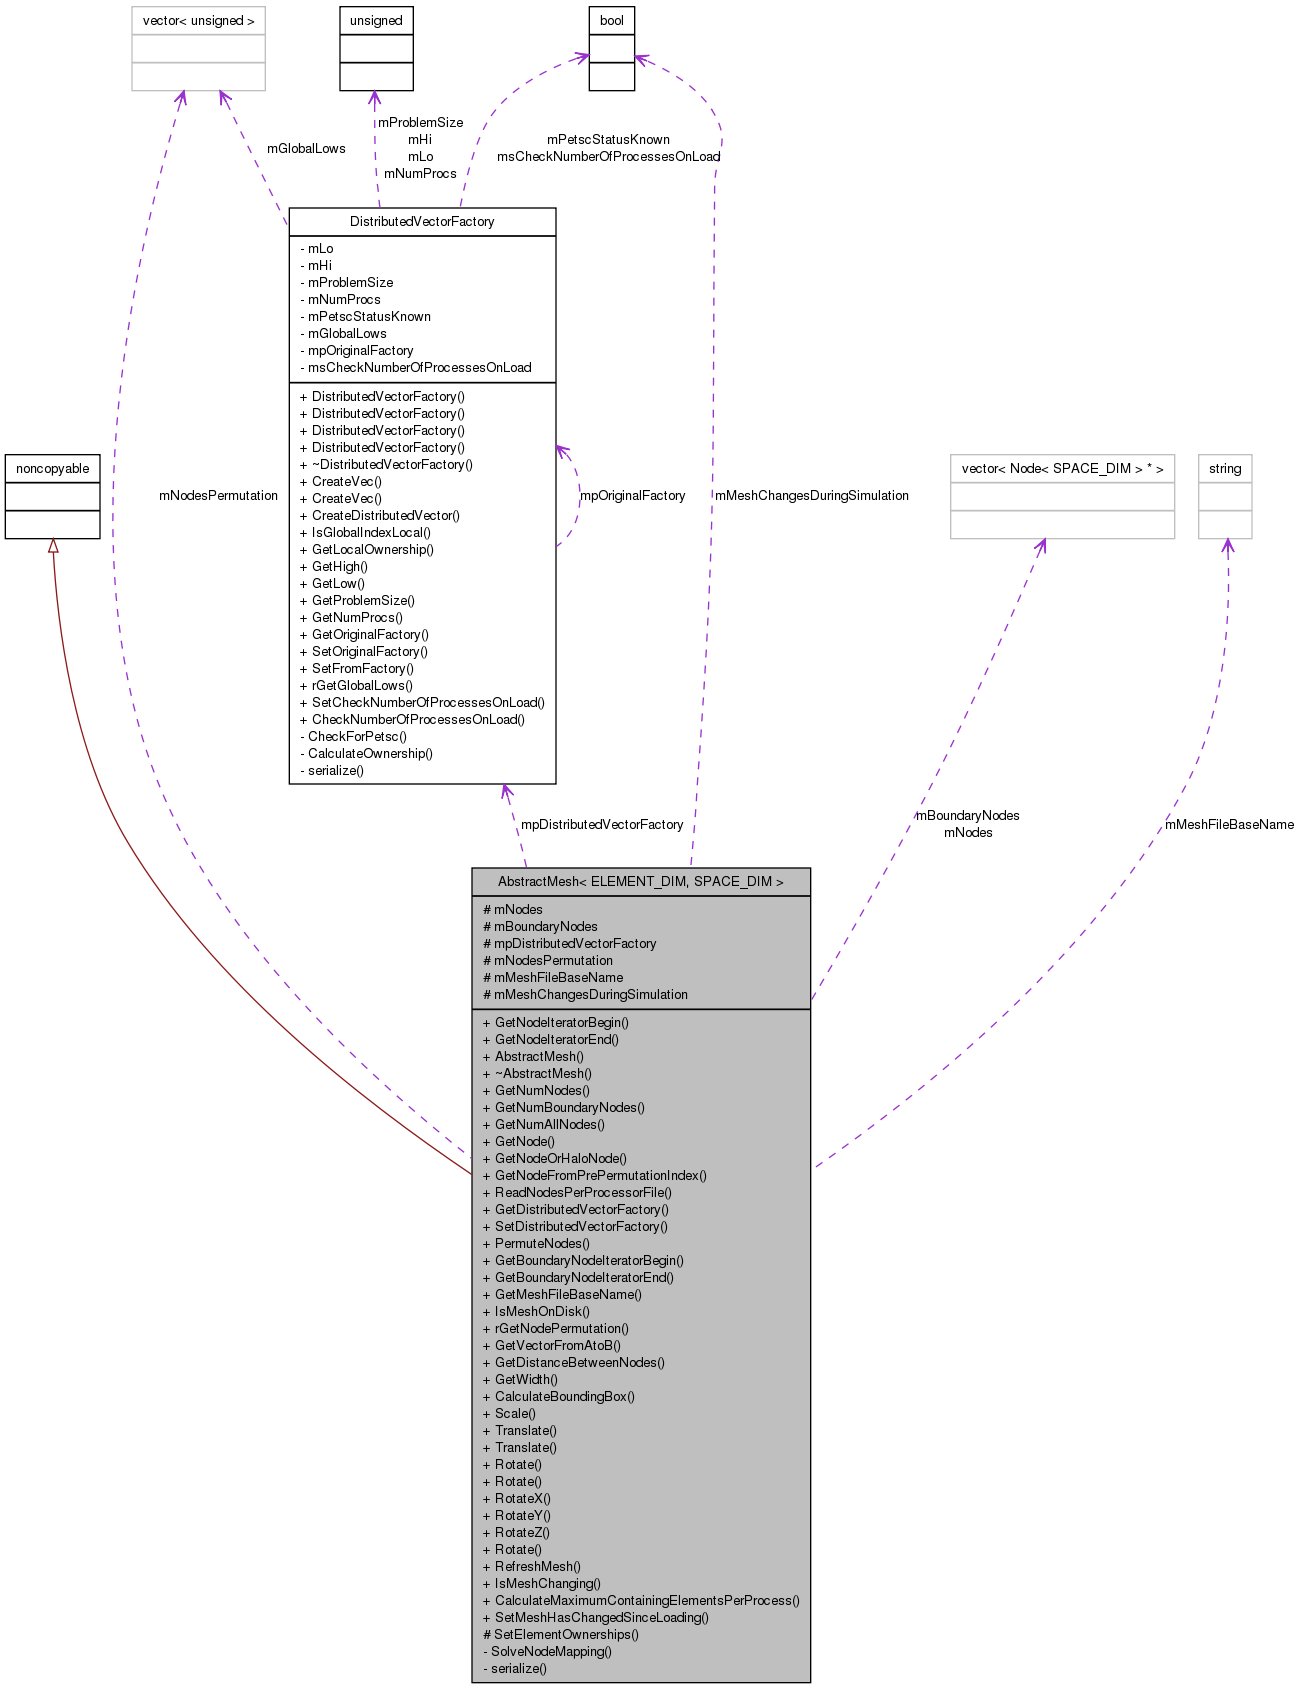 vector< unsigned >
unsigned
bool
mProblemSize
mHi
mLo
mNumProcs
mPetscStatusKnown
msCheckNumberOfProcessesOnLoad
mGlobalLows
DistributedVectorFactory
- mLo
- mHi
- mProblemSize
- mNumProcs
- mPetscStatusKnown
- mGlobalLows
- mpOriginalFactory
- msCheckNumberOfProcessesOnLoad
+ DistributedVectorFactory()
+ DistributedVectorFactory()
+ DistributedVectorFactory()
+ DistributedVectorFactory()
+ ~DistributedVectorFactory()
+ CreateVec()
+ CreateVec()
+ CreateDistributedVector()
+ IsGlobalIndexLocal()
+ GetLocalOwnership()
+ GetHigh()
+ GetLow()
+ GetProblemSize()
+ GetNumProcs()
+ GetOriginalFactory()
+ SetOriginalFactory()
+ SetFromFactory()
+ rGetGlobalLows()
+ SetCheckNumberOfProcessesOnLoad()
+ CheckNumberOfProcessesOnLoad()
- CheckForPetsc()
- CalculateOwnership()
- serialize()
noncopyable
mNodesPermutation
mpOriginalFactory
mMeshChangesDuringSimulation
vector< Node< SPACE_DIM > * >
string
mpDistributedVectorFactory
mBoundaryNodes
mNodes
mMeshFileBaseName
AbstractMesh< ELEMENT_DIM, SPACE_DIM >
# mNodes
# mBoundaryNodes
# mpDistributedVectorFactory
# mNodesPermutation
# mMeshFileBaseName
# mMeshChangesDuringSimulation
+ GetNodeIteratorBegin()
+ GetNodeIteratorEnd()
+ AbstractMesh()
+ ~AbstractMesh()
+ GetNumNodes()
+ GetNumBoundaryNodes()
+ GetNumAllNodes()
+ GetNode()
+ GetNodeOrHaloNode()
+ GetNodeFromPrePermutationIndex()
+ ReadNodesPerProcessorFile()
+ GetDistributedVectorFactory()
+ SetDistributedVectorFactory()
+ PermuteNodes()
+ GetBoundaryNodeIteratorBegin()
+ GetBoundaryNodeIteratorEnd()
+ GetMeshFileBaseName()
+ IsMeshOnDisk()
+ rGetNodePermutation()
+ GetVectorFromAtoB()
+ GetDistanceBetweenNodes()
+ GetWidth()
+ CalculateBoundingBox()
+ Scale()
+ Translate()
+ Translate()
+ Rotate()
+ Rotate()
+ RotateX()
+ RotateY()
+ RotateZ()
+ Rotate()
+ RefreshMesh()
+ IsMeshChanging()
+ CalculateMaximumContainingElementsPerProcess()
+ SetMeshHasChangedSinceLoading()
# SetElementOwnerships()
- SolveNodeMapping()
- serialize()